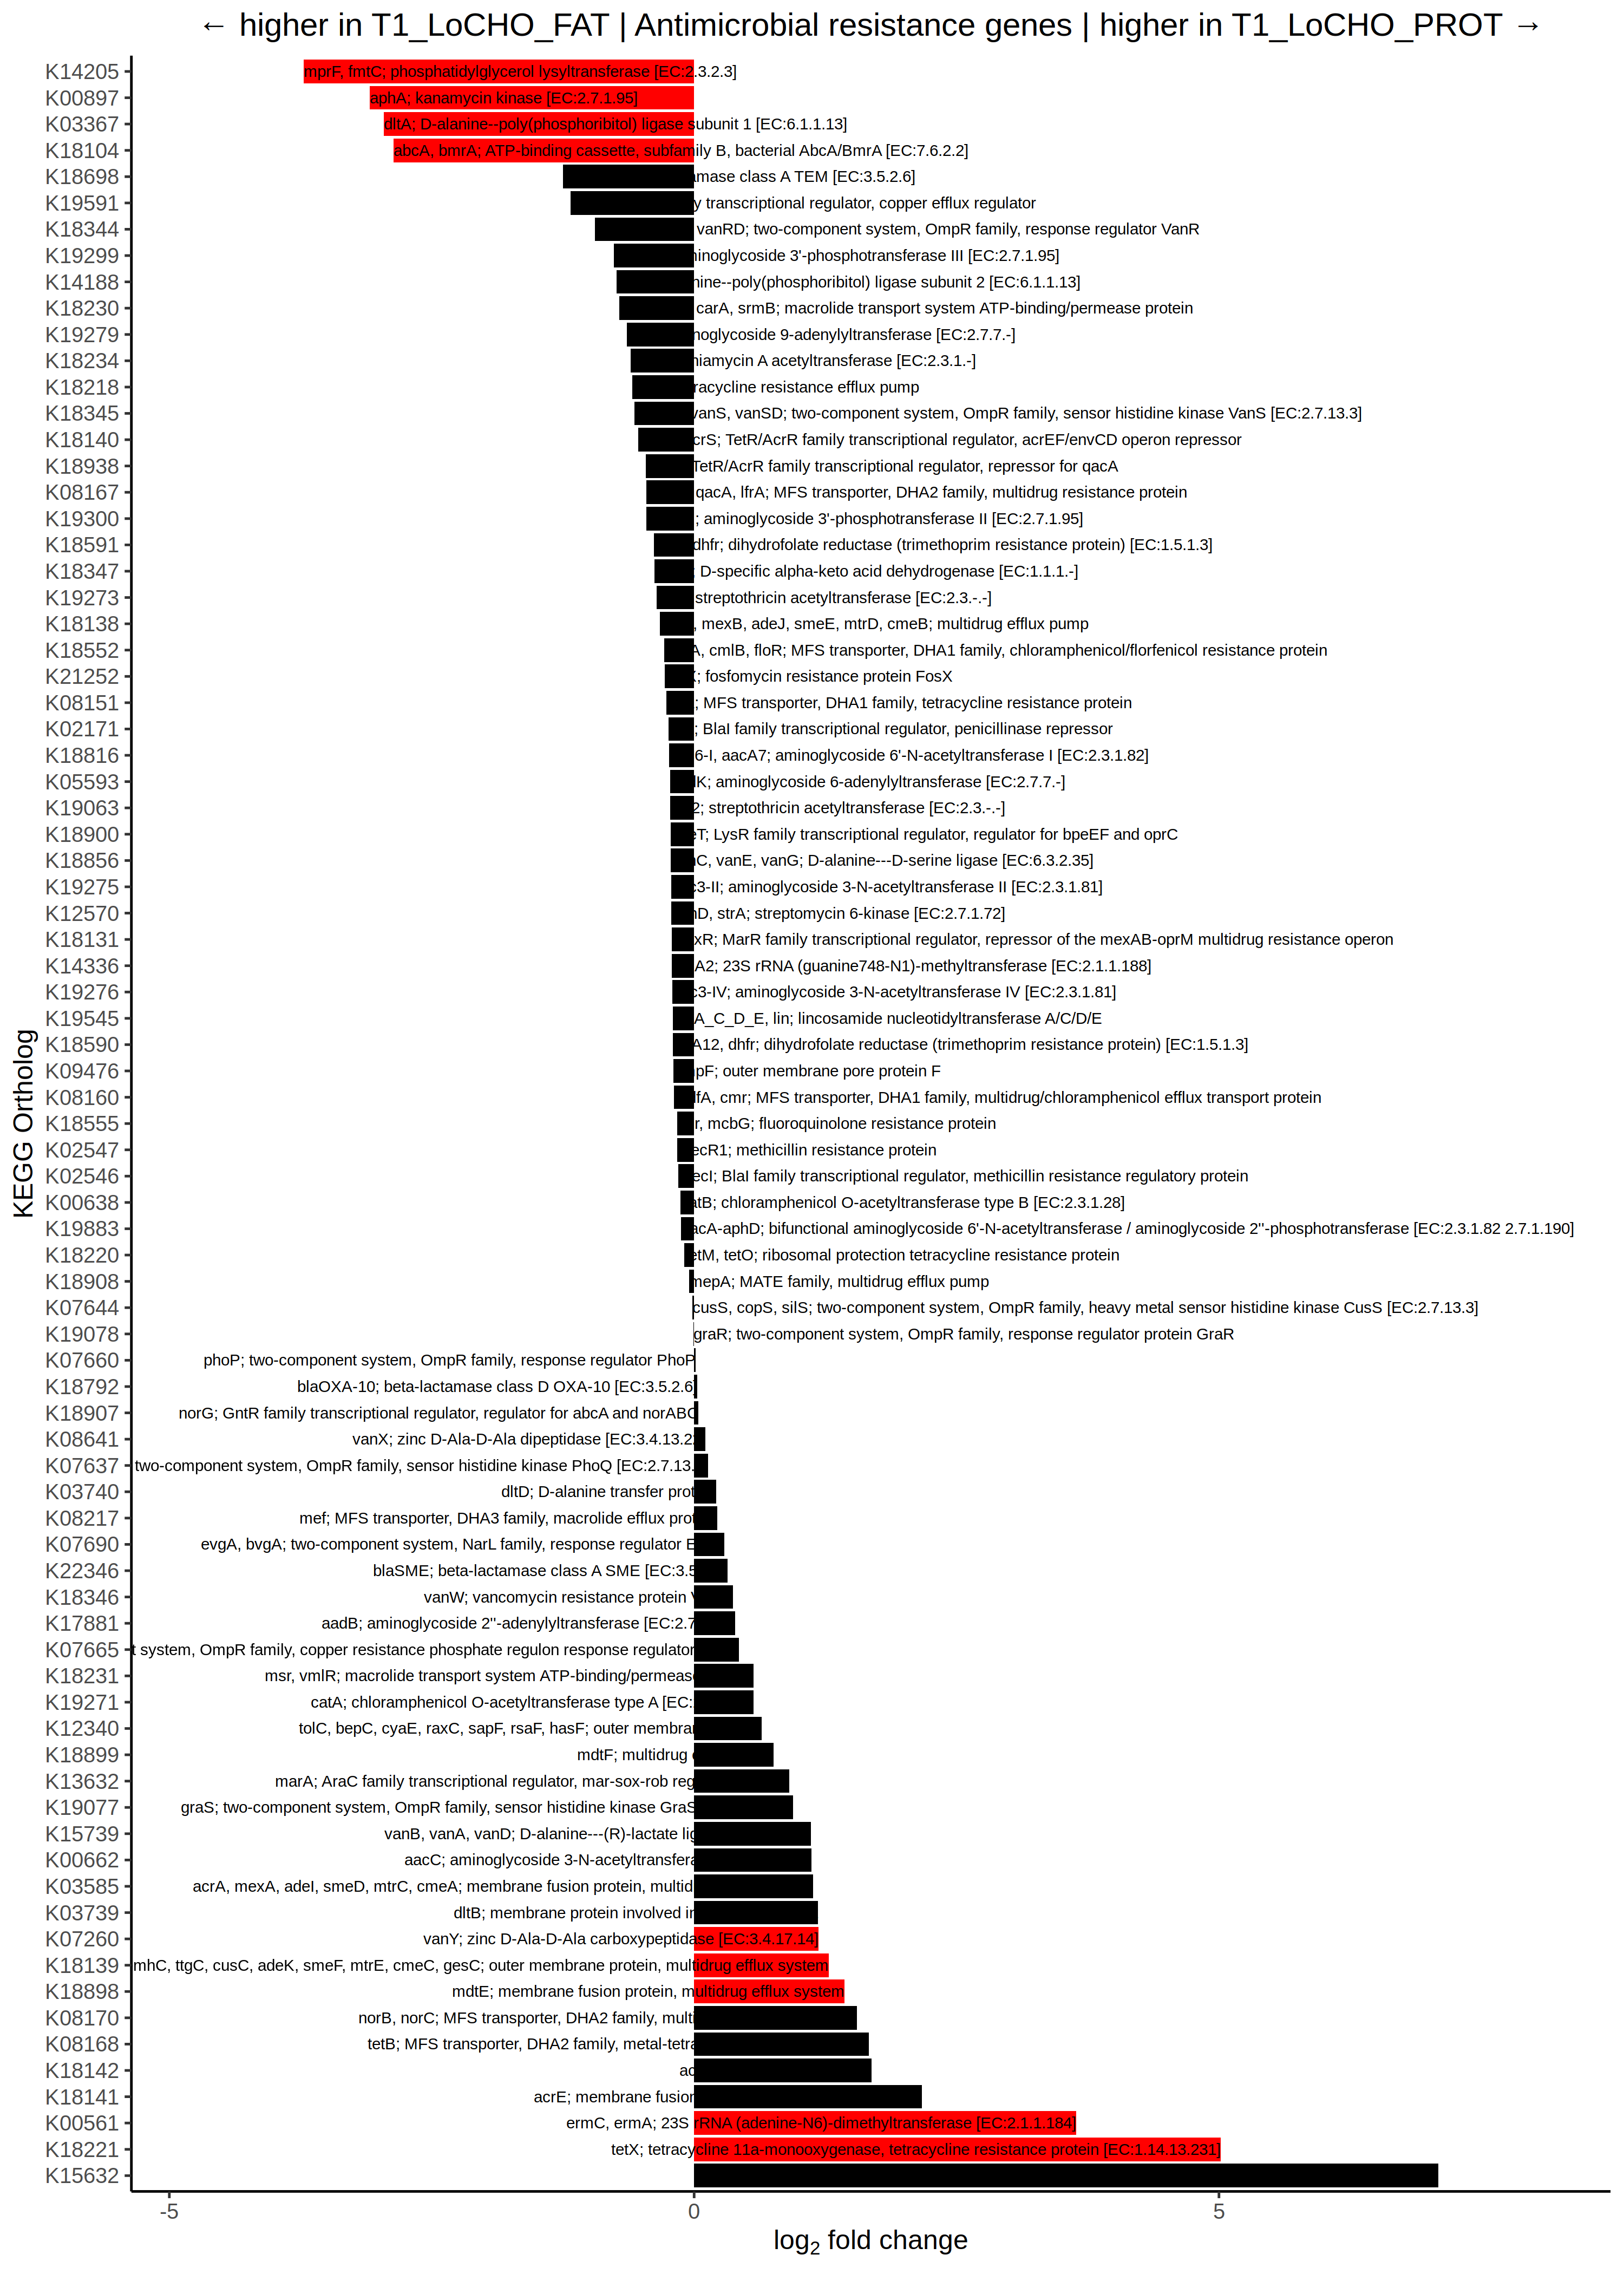 ← higher in T1_LoCHO_FAT | Antimicrobial resistance genes | higher in T1_LoCHO_PROT →
K14205 mprF, fmtC; phosphatidylglycerol lysyltransferase [EC:2.3.2.3]
K00897 aphA; kanamycin kinase [EC:2.7.1.95]
K03367 dltA; D-alanine--poly(phosphoribitol) ligase subunit 1 [EC:6.1.1.13]
K18104 abcA, bmrA; ATP-binding cassette, subfamily B, bacterial AbcA/BmrA [EC:7.6.2.2]
K18698 class A TEM [EC:3.5.2.6]
K19591 transcriptional regulator, copper efflux regulator
K18344 vanRD; two-component system, OmpR family, response regulator VanR
K19299 3'-phosphotransferase III [EC:2.7.1.95]
K14188 ligase subunit 2 [EC:6.1.1.13]
K18230 carA, srmB; macrolide transport system ATP-binding/permease protein
K19279 9-adenylyltransferase [EC:2.7.7.-]
K18234 A acetyltransferase [EC:2.3.1.-]
K18218 resistance efflux pump
K18345 vanS, vanSD; two-component system, OmpR family, sensor histidine kinase VanS [EC:2.7.13.3]
K18140 TetR/AcrR family transcriptional regulator, acrEF/envCD operon repressor
K18938 TetR/AcrR family transcriptional regulator, repressor for qacA
K08167 qacA, lfrA; MFS transporter, DHA2 family, multidrug resistance protein
K19300 ; aminoglycoside 3'-phosphotransferase II [EC:2.7.1.95]
K18591 dhfr; dihydrofolate reductase (trimethoprim resistance protein) [EC:1.5.1.3]
K18347 D-specific alpha-keto acid dehydrogenase [EC:1.1.1.-]
K19273 streptothricin acetyltransferase [EC:2.3.-.-]
K18138 , mexB, adeJ, smeE, mtrD, cmeB; multidrug efflux pump
K18552 cmlB, floR; MFS transporter, DHA1 family, chloramphenicol/florfenicol resistance protein
K21252 fosfomycin resistance protein FosX
K08151 ; MFS transporter, DHA1 family, tetracycline resistance protein
K02171 ; BlaI family transcriptional regulator, penicillinase repressor
K18816 6-I, aacA7; aminoglycoside 6'-N-acetyltransferase I [EC:2.3.1.82]
K05593 aminoglycoside 6-adenylyltransferase [EC:2.7.7.-]
K19063 2; streptothricin acetyltransferase [EC:2.3.-.-]
K18900 LysR family transcriptional regulator, regulator for bpeEF and oprC
K18856 vanE, vanG; D-alanine---D-serine ligase [EC:6.3.2.35]
K19275 aminoglycoside 3-N-acetyltransferase II [EC:2.3.1.81]
K12570 strA; streptomycin 6-kinase [EC:2.7.1.72]
K18131 xR; MarR family transcriptional regulator, repressor of the mexAB-oprM multidrug resistance operon
K14336 A2; 23S rRNA (guanine748-N1)-methyltransferase [EC:2.1.1.188]
K19276 aminoglycoside 3-N-acetyltransferase IV [EC:2.3.1.81]
K19545 A_C_D_E, lin; lincosamide nucleotidyltransferase A/C/D/E
K18590 A12, dhfr; dihydrofolate reductase (trimethoprim resistance protein) [EC:1.5.1.3]
K09476 outer membrane pore protein F
K08160 cmr; MFS transporter, DHA1 family, multidrug/chloramphenicol efflux transport protein
K18555 r, mcbG; fluoroquinolone resistance protein
K02547 ecR1; methicillin resistance protein
K02546 ecI; BlaI family transcriptional regulator, methicillin resistance regulatory protein
K00638 atB; chloramphenicol O-acetyltransferase type B [EC:2.3.1.28]
K19883 acA-aphD; bifunctional aminoglycoside 6'-N-acetyltransferase / aminoglycoside 2''-phosphotransferase [EC:2.3.1.82 2.7.1.190]
K18220 etM, tetO; ribosomal protection tetracycline resistance protein
K18908 mepA; MATE family, multidrug efflux pump
K07644 cusS, copS, silS; two-component system, OmpR family, heavy metal sensor histidine kinase CusS [EC:2.7.13.3]
K19078 graR; two-component system, OmpR family, response regulator protein GraR
K07660 phoP; two-component system, OmpR family, response regulator PhoP
K18792 blaOXA-10; beta-lactamase class D OXA-10 [EC:3.5.2.6]
K18907 norG; GntR family transcriptional regulator, regulator for abcA and norABC
K08641 vanX; zinc D-Ala-D-Ala dipeptidase [EC:3.4.13.2
K07637 two-component system, OmpR family, sensor histidine kinase PhoQ [EC:2.7.13.
K03740 dltD; D-alanine transfer prot
K08217 mef; MFS transporter, DHA3 family, macrolide efflux prot
K07690 evgA, bvgA; two-component system, NarL family, response regulator E
K22346 blaSME; beta-lactamase class A SME [EC:3.5
K18346 vanW; vancomycin resistance protein
K17881 aadB; aminoglycoside 2''-adenylyltransferase [EC:2.7
K07665 t system, OmpR family, copper resistance phosphate regulon response regulator
K18231 msr, vmlR; macrolide transport system ATP-binding/permease
K19271 catA; chloramphenicol O-acetyltransferase type A [EC:
K12340 tolC, bepC, cyaE, raxC, sapF, rsaF, hasF; outer membran
K18899 mdtF; multidrug
K13632 marA; AraC family transcriptional regulator, mar-sox-rob reg
K19077 graS; two-component system, OmpR family, sensor histidine kinase GraS
K15739 vanB, vanA, vanD; D-alanine---(R)-lactate lig
K00662 aacC; aminoglycoside 3-N-acetyltransfera
K03585 acrA, mexA, adeI, smeD, mtrC, cmeA; membrane fusion protein, multid
K03739 dltB; membrane protein involved in
K07260 vanY; zinc D-Ala-D-Ala carboxypeptidase [EC:3.4.17.14]
K18139 mhC, ttgC, cusC, adeK, smeF, mtrE, cmeC, gesC; outer membrane protein, multidrug efflux system
K18898 mdtE; membrane fusion protein, multidrug efflux system
K08170 norB, norC; MFS transporter, DHA2 family, multi
K08168 tetB; MFS transporter, DHA2 family, metal-tetra
K18142 ac
K18141 acrE; membrane fusion
K00561 ermC, ermA; 23S rRNA (adenine-N6)-dimethyltransferase [EC:2.1.1.184]
K18221 tetX; tetracycline 11a-monooxygenase, tetracycline resistance protein [EC:1.14.13.231]
K15632
KEGG Ortholog
-5 0 5
log2 fold change